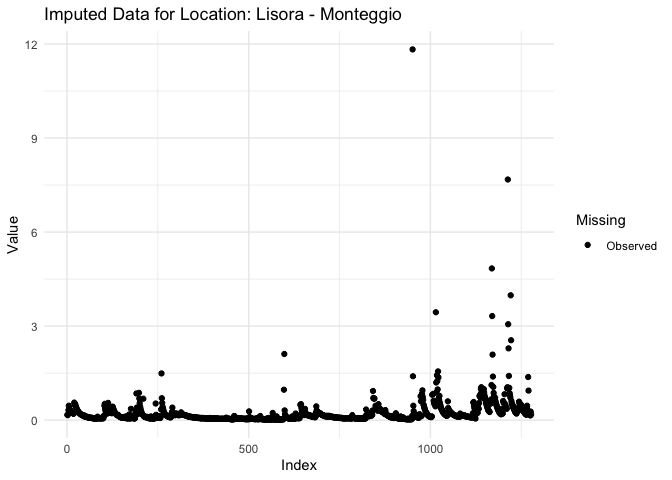 Imputed Data for Location: Lisora - Monteggio
12
9
6
3
0
Value
0
500
1000
Index
Missing
Observed